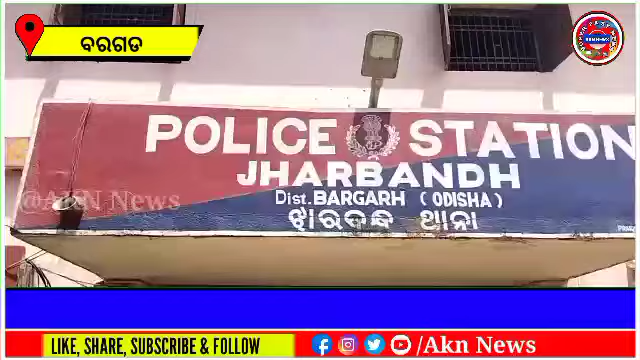 ବରଗଡ
POLICE STATION
JHARBANDH
Dist. BARGARH (ODISHA)
ଝାରବନ୍ଧ ଥାନା
@Akn News
LIKE, SHARE, SUBSCRIBE & FOLLOW
/Akn News